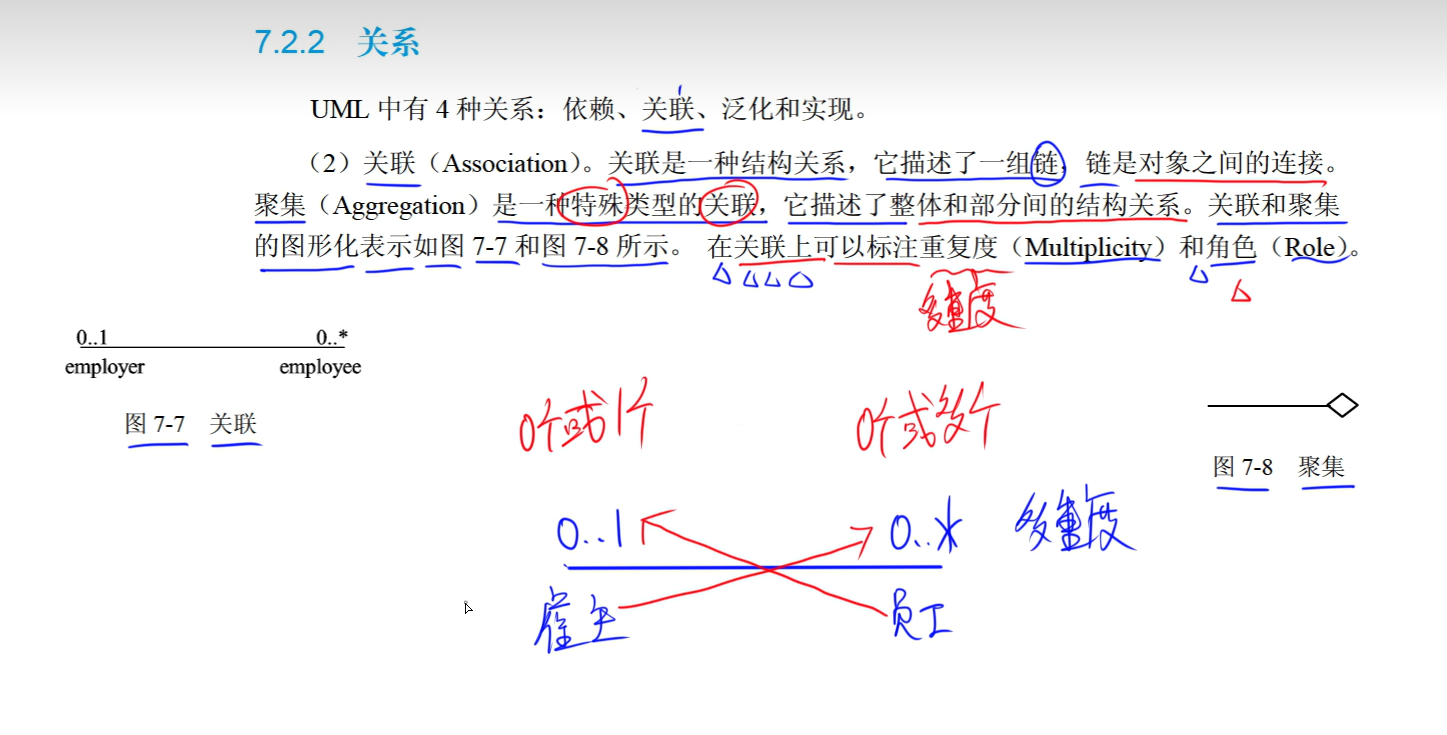 7.2.2 关系
UML 中有 4 种关系：依赖、关联、泛化和实现。
（2）关联（Association）。关联是一种结构关系，它描述了一组链，链是对象之间的连接。
聚集（Aggregation）是一种特殊类型的关联，它描述了整体和部分间的结构关系。关联和聚集
的图形化表示如图 7-7 和图 7-8 所示。 在关联上可以标注重复度（Multiplicity）和角色（Role）。
多重度
0..1 0..*
employer employee
图 7-7 关联
0个或1个 0个或多个
图 7-8 聚集
0..1 0..* 多重度
雇主 员工